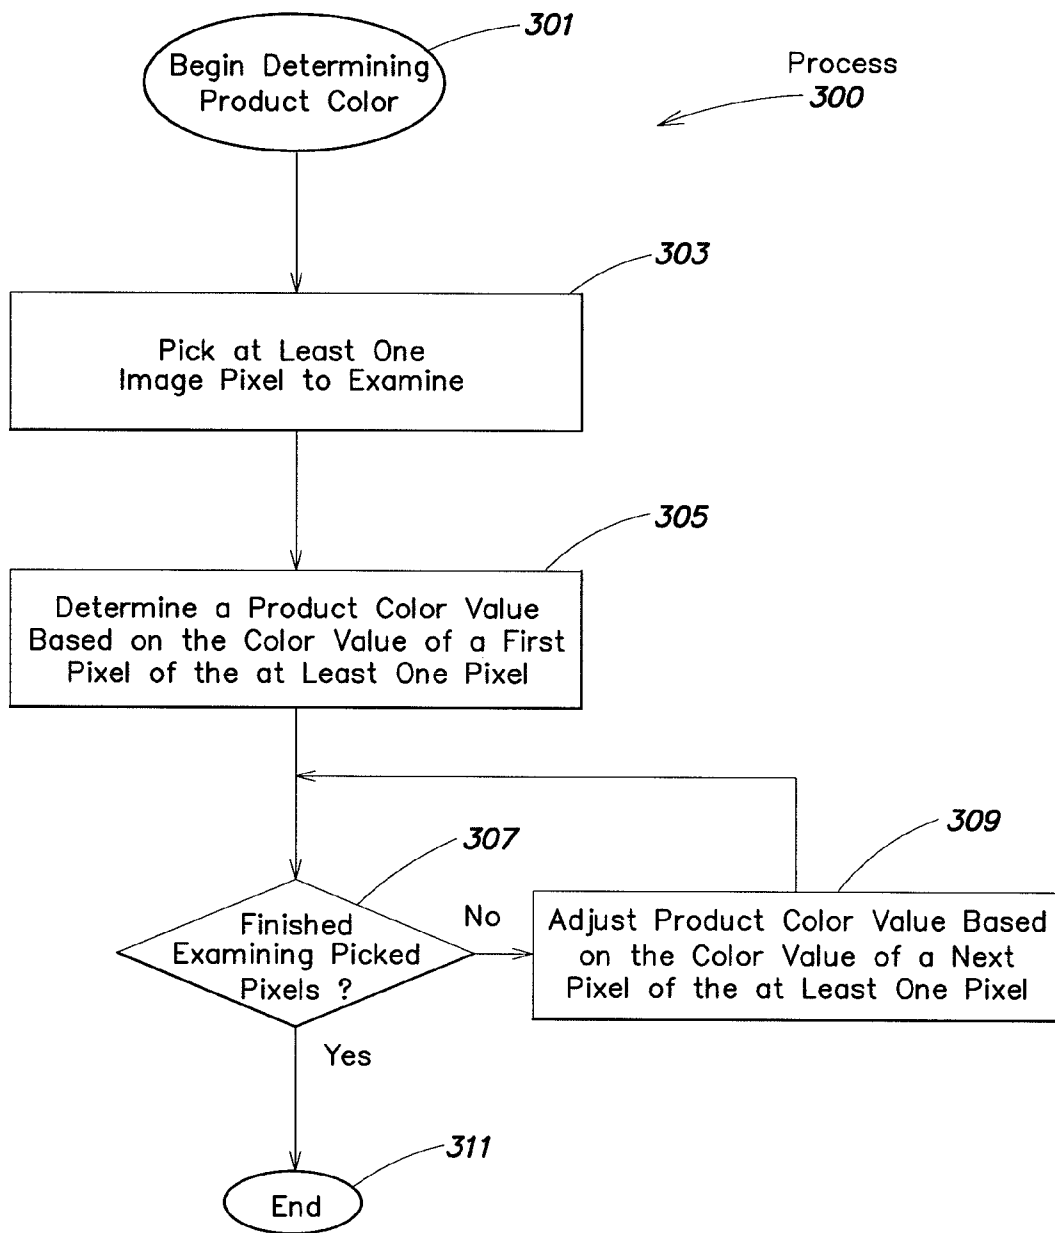 301
Begin Determining
Product Color
Process
300
303
Pick at Least One
Image Pixel to Examine
305
Determine a Product Color Value
Based on the Color Value of a First
Pixel of the at Least One Pixel
307
309
Finished
Examining Picked
Pixels ?
No
Adjust Product Color Value Based
on the Color Value of a Next
Pixel of the at Least One Pixel
Yes
311
End